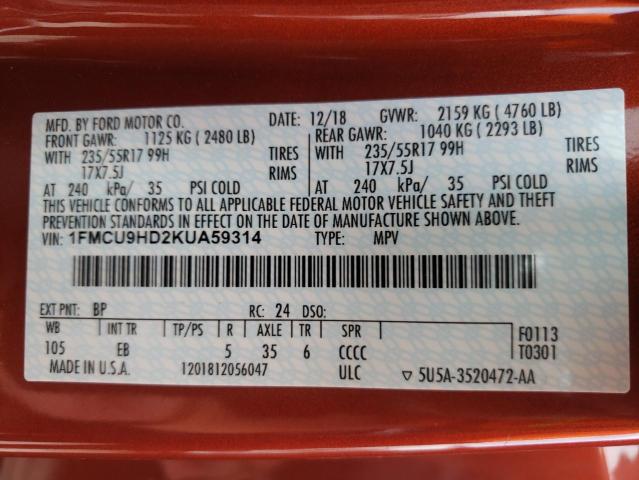 MFD. BY FORD MOTOR CO. DATE: 12/18 GVWR: 2159 KG ( 4760 LB)
FRONT GAWR: 1125 KG ( 2480 LB) REAR GAWR: 1040 KG ( 2293 LB)
WITH 235/55R17 99H TIRES WITH 235/55R17 99H TIRES
17X7.5J RIMS 17X7.5J RIMS
AT 240 kPa/ 35 PSI COLD AT 240 kPa/ 35 PSI COLD
THIS VEHICLE CONFORMS TO ALL APPLICABLE FEDERAL MOTOR VEHICLE SAFETY AND THEFT
PREVENTION STANDARDS IN EFFECT ON THE DATE OF MANUFACTURE SHOWN ABOVE.
VIN: 1FMCU9HD2KUA59314 TYPE: MPV
EXT PNT: BP RC: 24 DSO:
WB INT TR TP/PS R AXLE TR SPR F0113
105 EB 5 35 6 CCCC T0301
MADE IN U.S.A. 1201812056047 ULC ▽ 5U5A-3520472-AA